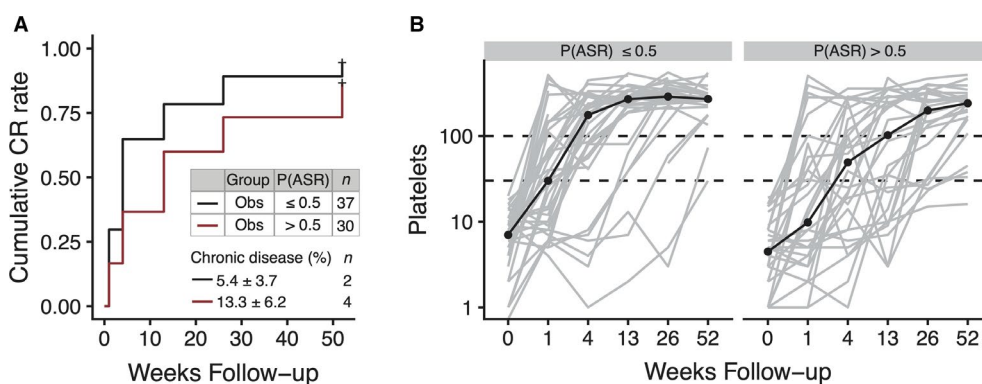 A
Cumulative CR rate
1.00
0.75
0.50
0.25
0.00
† 
†
Group P(ASR) n
Obs ≤ 0.5 37
Obs > 0.5 30
Chronic disease (%) n
5.4 ± 3.7 2
13.3 ± 6.2 4
0 10 20 30 40 50
Weeks Follow–up
B
P(ASR) ≤ 0.5 P(ASR) > 0.5
Platelets
100
10
1
0 1 4 13 26 52 0 1 4 13 26 52
Weeks Follow–up